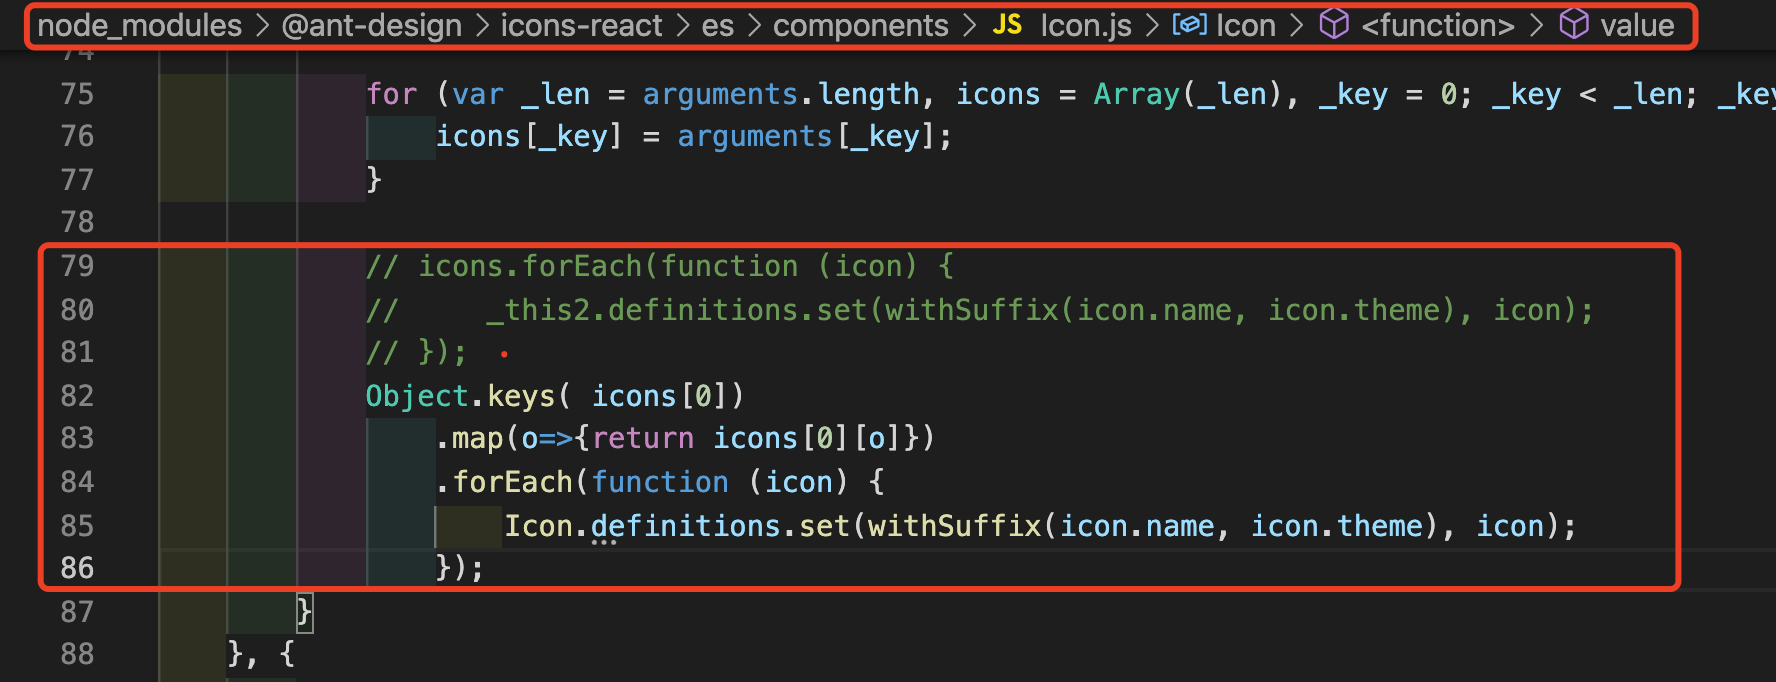 node_modules > @ant-design > icons-react > es > components > JS Icon.js > Icon > <function> > value
74
75 for (var _len = arguments.length, icons = Array(_len), _key = 0; _key < _len; _key
76 icons[_key] = arguments[_key];
77 }
78
79 // icons.forEach(function (icon) {
80 //     _this2.definitions.set(withSuffix(icon.name, icon.theme), icon);
81 // });
82 Object.keys( icons[0])
83 .map(o=>{return icons[0][o]})
84 .forEach(function (icon) {
85 Icon.definitions.set(withSuffix(icon.name, icon.theme), icon);
86 });
87 }
88 }, {